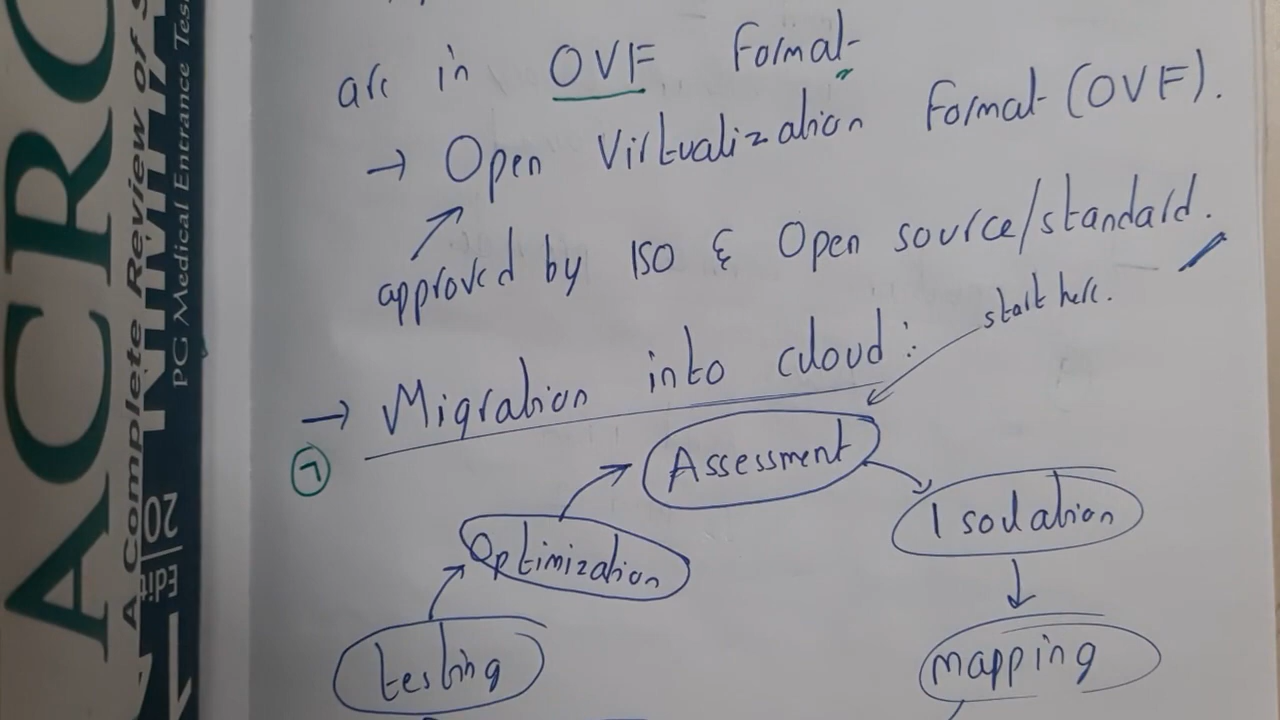 are in OVF Format
→ Open Virtualization Format (OVF).
approved by ISO & Open source/standard.
start here.
→ Migration into cloud:
7
Assessment
Isolation
Optimization
testing
mapping
ACRO
A Complete Review of S
PG Medical Entrance Tes
20
Editi